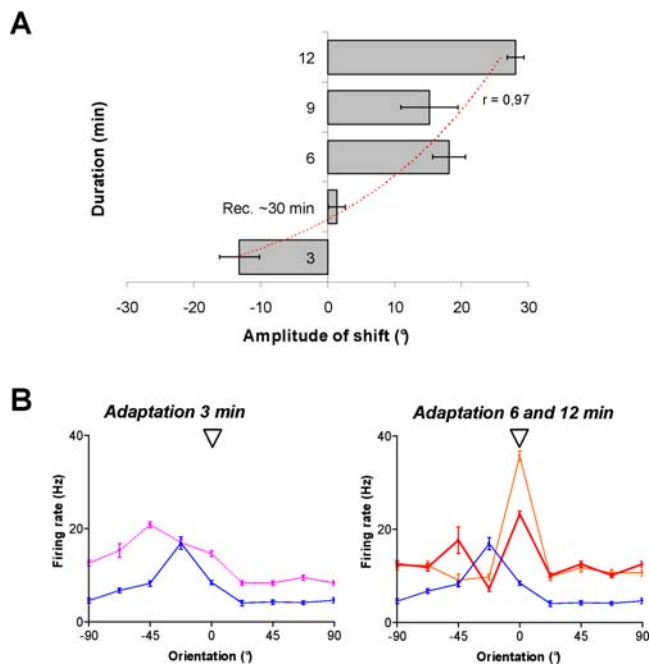 A
Duration (min)
12
9
6
Rec. ~30 min
3
r = 0,97
-30 -20 -10 0 10 20 30
Amplitude of shift (°)
B
Adaptation 3 min
Firing rate (Hz)
40
20
0
-90 -45 0 45 90
Orientation (°)
Adaptation 6 and 12 min
Firing rate (Hz)
40
20
0
-90 -45 0 45 90
Orientation (°)